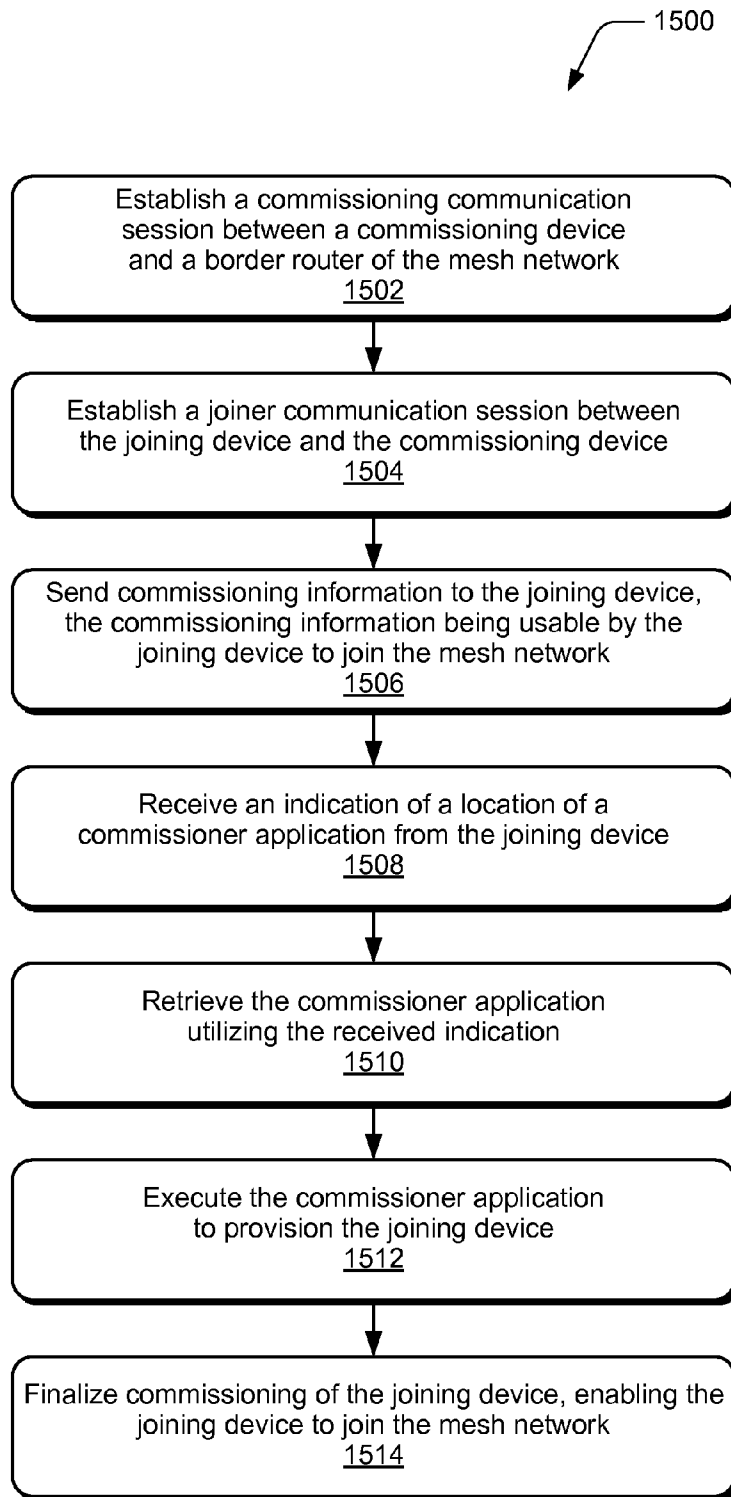 1500
Establish a commissioning communication
session between a commissioning device
and a border router of the mesh network
1502
Establish a joiner communication session between
the joining device and the commissioning device
1504
Send commissioning information to the joining device,
the commissioning information being usable by the
joining device to join the mesh network
1506
Receive an indication of a location of a
commissioner application from the joining device
1508
Retrieve the commissioner application
utilizing the received indication
1510
Execute the commissioner application
to provision the joining device
1512
Finalize commissioning of the joining device, enabling the
joining device to join the mesh network
1514